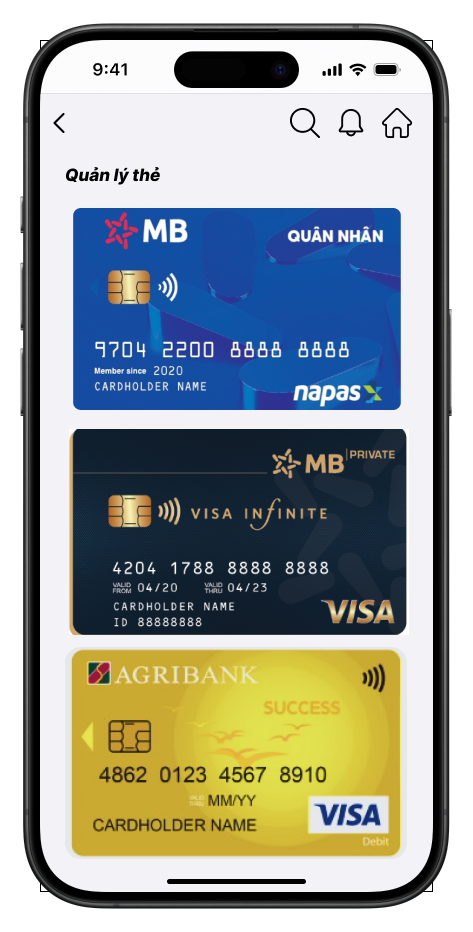 9:41
Quản lý thẻ
MB
QUÂN NHÂN
9704 2200 8888 8888
Member since 2020
CARDHOLDER NAME
napas
MB PRIVATE
VISA INFINITE
4204 1788 8888 8888
VALID FROM 04/20 VALID THRU 04/23
CARDHOLDER NAME
ID 88888888
VISA
AGRIBANK
SUCCESS
4862 0123 4567 8910
VALID THRU MM/YY
CARDHOLDER NAME
VISA
Debit